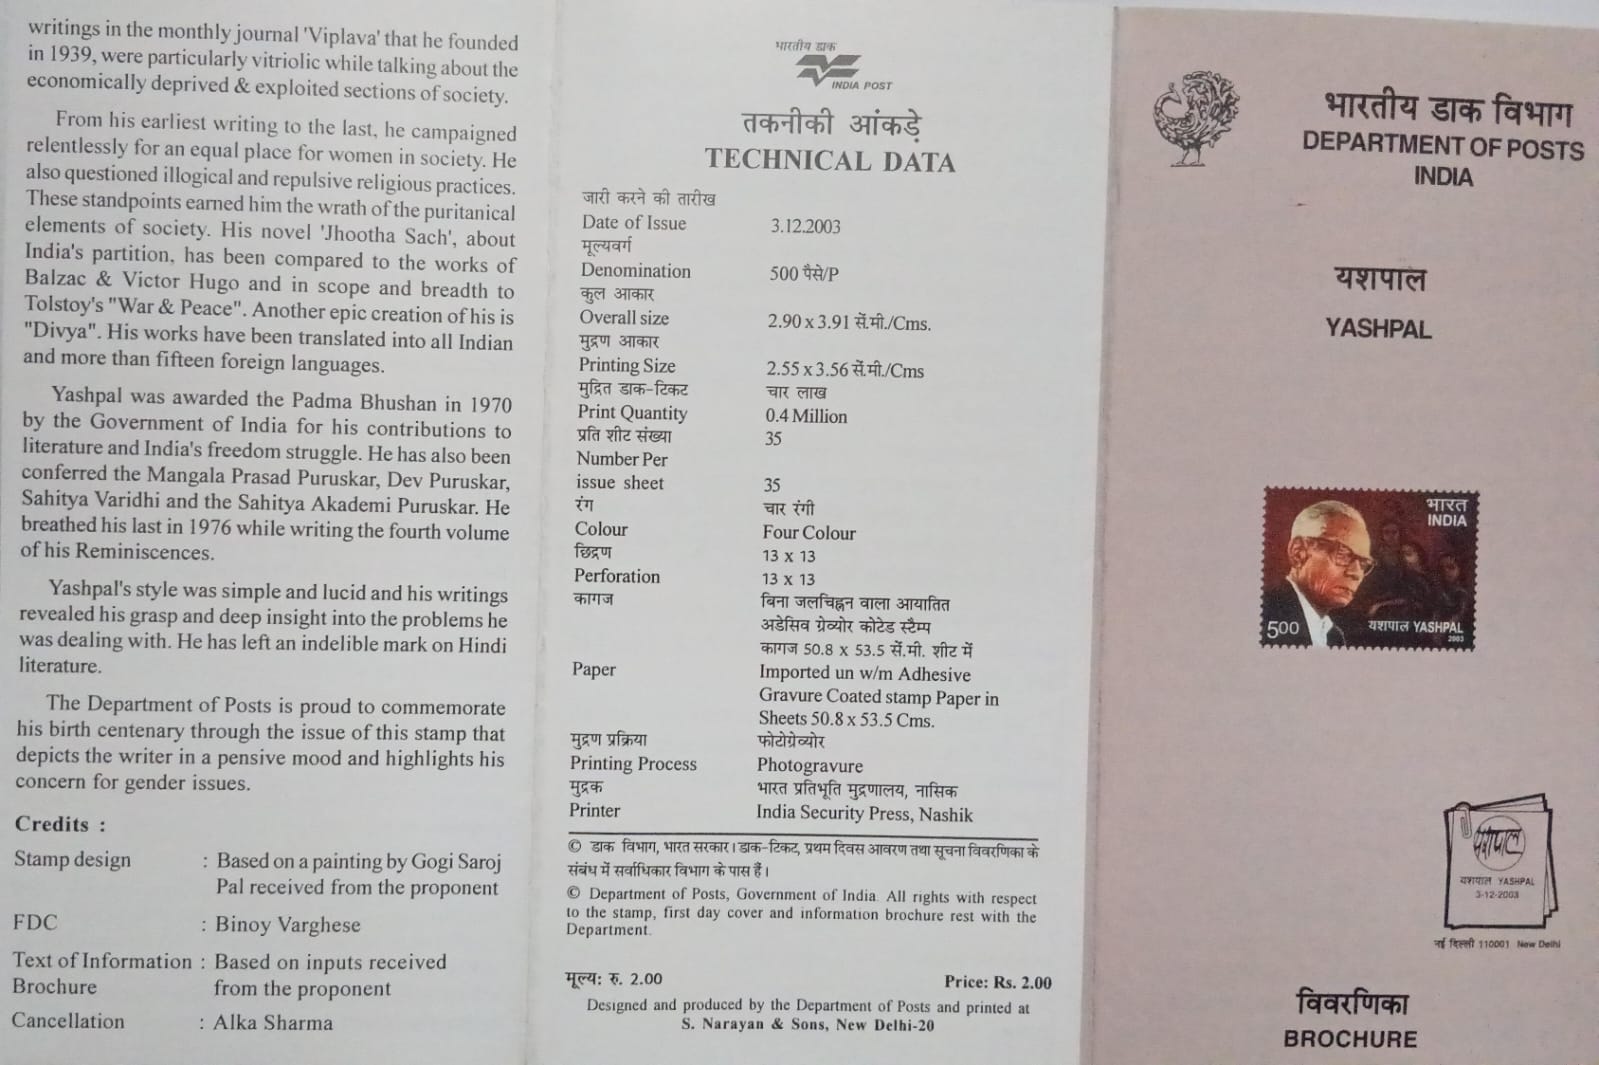 writings in the monthly journal 'Viplava' that he founded
in 1939, were particularly vitriolic while talking about the
economically deprived & exploited sections of society.
From his earliest writing to the last, he campaigned
relentlessly for an equal place for women in society. He
also questioned illogical and repulsive religious practices.
These standpoints earned him the wrath of the puritanical
elements of society. His novel 'Jhootha Sach', about
India's partition, has been compared to the works of
Balzac & Victor Hugo and in scope and breadth to
Tolstoy's "War & Peace". Another epic creation of his is
"Divya". His works have been translated into all Indian
and more than fifteen foreign languages.
Yashpal was awarded the Padma Bhushan in 1970
by the Government of India for his contributions to
literature and India's freedom struggle. He has also been
conferred the Mangala Prasad Puruskar, Dev Puruskar,
Sahitya Varidhi and the Sahitya Akademi Puruskar. He
breathed his last in 1976 while writing the fourth volume
of his Reminiscences.
Yashpal's style was simple and lucid and his writings
revealed his grasp and deep insight into the problems he
was dealing with. He has left an indelible mark on Hindi
literature.
The Department of Posts is proud to commemorate
his birth centenary through the issue of this stamp that
depicts the writer in a pensive mood and highlights his
concern for gender issues.
Credits :
Stamp design : Based on a painting by Gogi Saroj
Pal received from the proponent
FDC : Binoy Varghese
Text of Information : Based on inputs received
Brochure from the proponent
Cancellation : Alka Sharma
भारतीय डाक
INDIA POST
तकनीकी आंकड़े
TECHNICAL DATA
जारी करने की तारीख
Date of Issue 3.12.2003
मूल्यवर्ग
Denomination 500 पैसे/P
कुल आकार
Overall size 2.90 x 3.91 सें.मी./Cms.
मुद्रण आकार
Printing Size 2.55 x 3.56 सें.मी./Cms
मुद्रित डाक-टिकट चार लाख
Print Quantity 0.4 Million
प्रति शीट संख्या 35
Number Per
issue sheet 35
रंग चार रंगी
Colour Four Colour
छिद्रण 13 x 13
Perforation 13 x 13
कागज बिना जलचिह्नन वाला आयातित
अडेसिव ग्रेव्योर कोटेड स्टैम्प
कागज 50.8 x 53.5 सें.मी. शीट में
Paper Imported un w/m Adhesive
Gravure Coated stamp Paper in
Sheets 50.8 x 53.5 Cms.
मुद्रण प्रक्रिया फोटोग्रेव्योर
Printing Process Photogravure
मुद्रक भारत प्रतिभूति मुद्रणालय, नासिक
Printer India Security Press, Nashik
© डाक विभाग, भारत सरकार। डाक-टिकट, प्रथम दिवस आवरण तथा सूचना विवरणिका के
संबंध में सर्वाधिकार विभाग के पास हैं।
© Department of Posts, Government of India. All rights with respect
to the stamp, first day cover and information brochure rest with the
Department.
मूल्य: रु. 2.00 Price: Rs. 2.00
Designed and produced by the Department of Posts and printed at
S. Narayan & Sons, New Delhi-20
भारतीय डाक विभाग
DEPARTMENT OF POSTS
INDIA
यशपाल
YASHPAL
भारत
INDIA
500 यशपाल YASHPAL
2003
यशपाल
यशपाल YASHPAL
3-12-2003
नई दिल्ली 110001 New Delhi
विवरणिका
BROCHURE